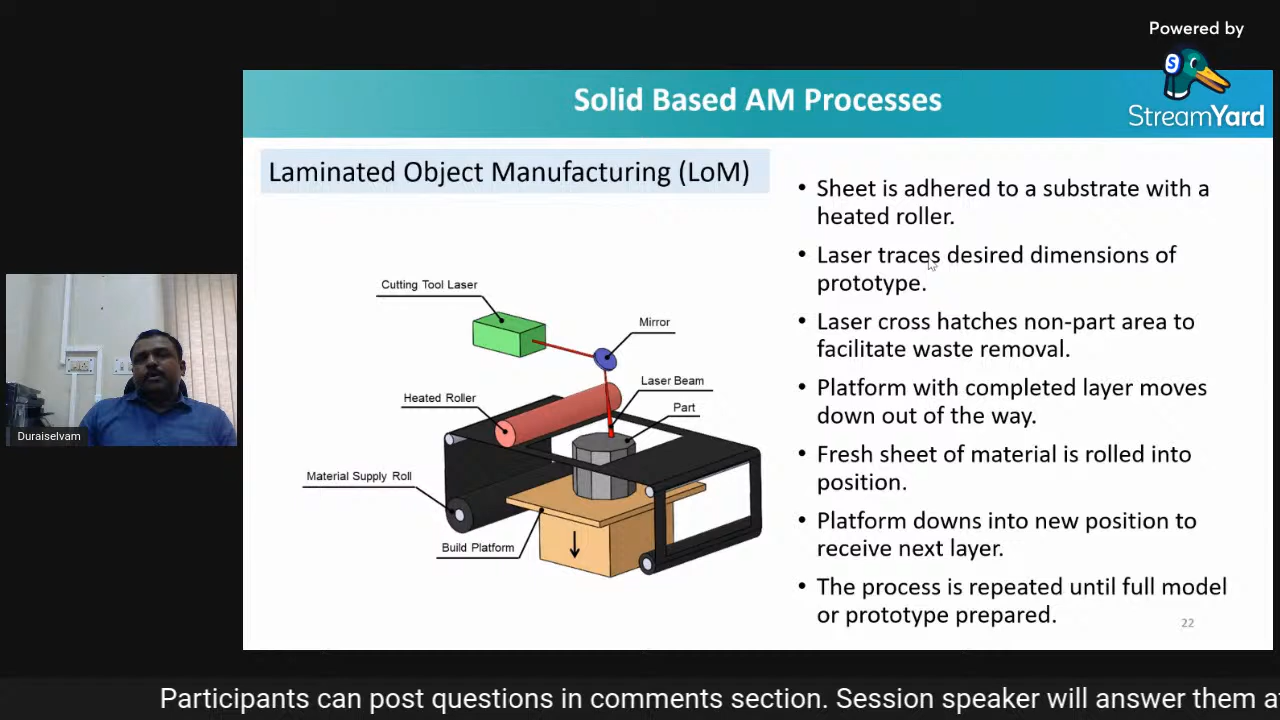 Powered by
StreamYard
Solid Based AM Processes
Laminated Object Manufacturing (LoM)
• Sheet is adhered to a substrate with a
heated roller.
• Laser traces desired dimensions of
prototype.
• Laser cross hatches non-part area to
facilitate waste removal.
• Platform with completed layer moves
down out of the way.
• Fresh sheet of material is rolled into
position.
• Platform downs into new position to
receive next layer.
• The process is repeated until full model
or prototype prepared.
22
Cutting Tool Laser
Mirror
Laser Beam
Heated Roller
Part
Material Supply Roll
Build Platform
Duraiselvam
Participants can post questions in comments section. Session speaker will answer them a